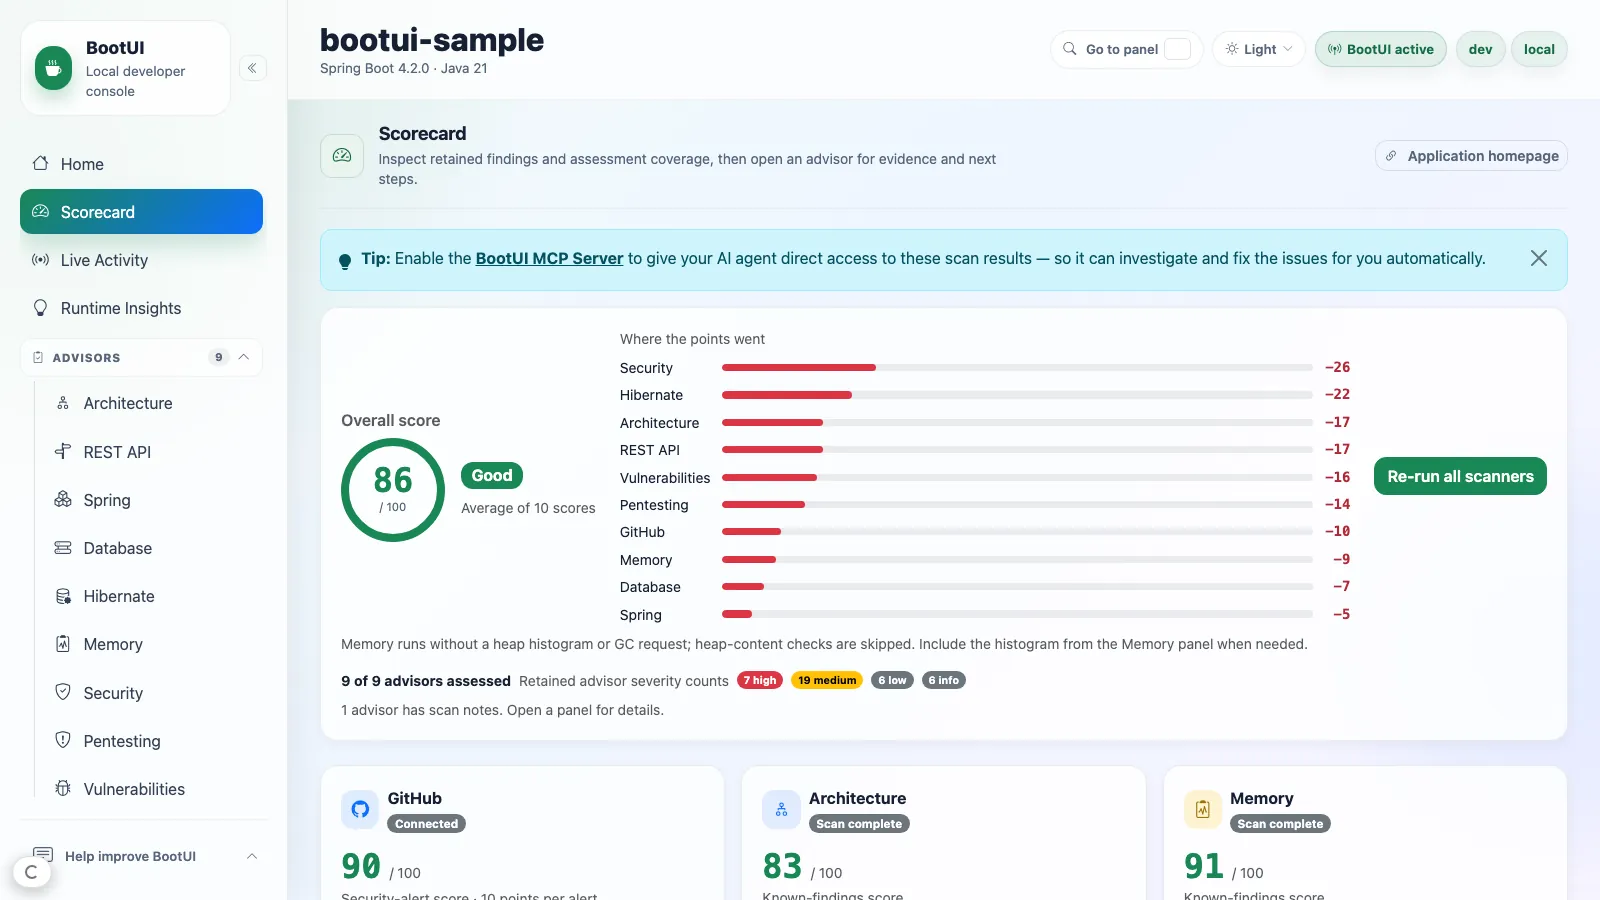 BootUI
Local developer
console
Home
Scorecard
Live Activity
Runtime Insights
ADVISORS 9
Architecture
REST API
Spring
Database
Hibernate
Memory
Security
Pentesting
Vulnerabilities
Help improve BootUI
C
bootui-sample
Spring Boot 4.2.0 · Java 21
Go to panel
Light
BootUI active
dev
local
Scorecard
Inspect retained findings and assessment coverage, then open an advisor for evidence and next
steps.
Application homepage
Tip: Enable the BootUI MCP Server to give your AI agent direct access to these scan results — so it can investigate and fix the issues for you automatically.
Overall score
86
/ 100
Good
Average of 10 scores
Where the points went
Security −26
Hibernate −22
Architecture −17
REST API −17
Vulnerabilities −16
Pentesting −14
GitHub −10
Memory −9
Database −7
Spring −5
Re-run all scanners
Memory runs without a heap histogram or GC request; heap-content checks are skipped. Include the histogram from the Memory panel when needed.
9 of 9 advisors assessed Retained advisor severity counts 7 high 19 medium 6 low 6 info
1 advisor has scan notes. Open a panel for details.
GitHub
Connected
90 / 100
Security-alert score · 10 points per alert
Architecture
Scan complete
83 / 100
Known-findings score
Memory
Scan complete
91 / 100
Known-findings score